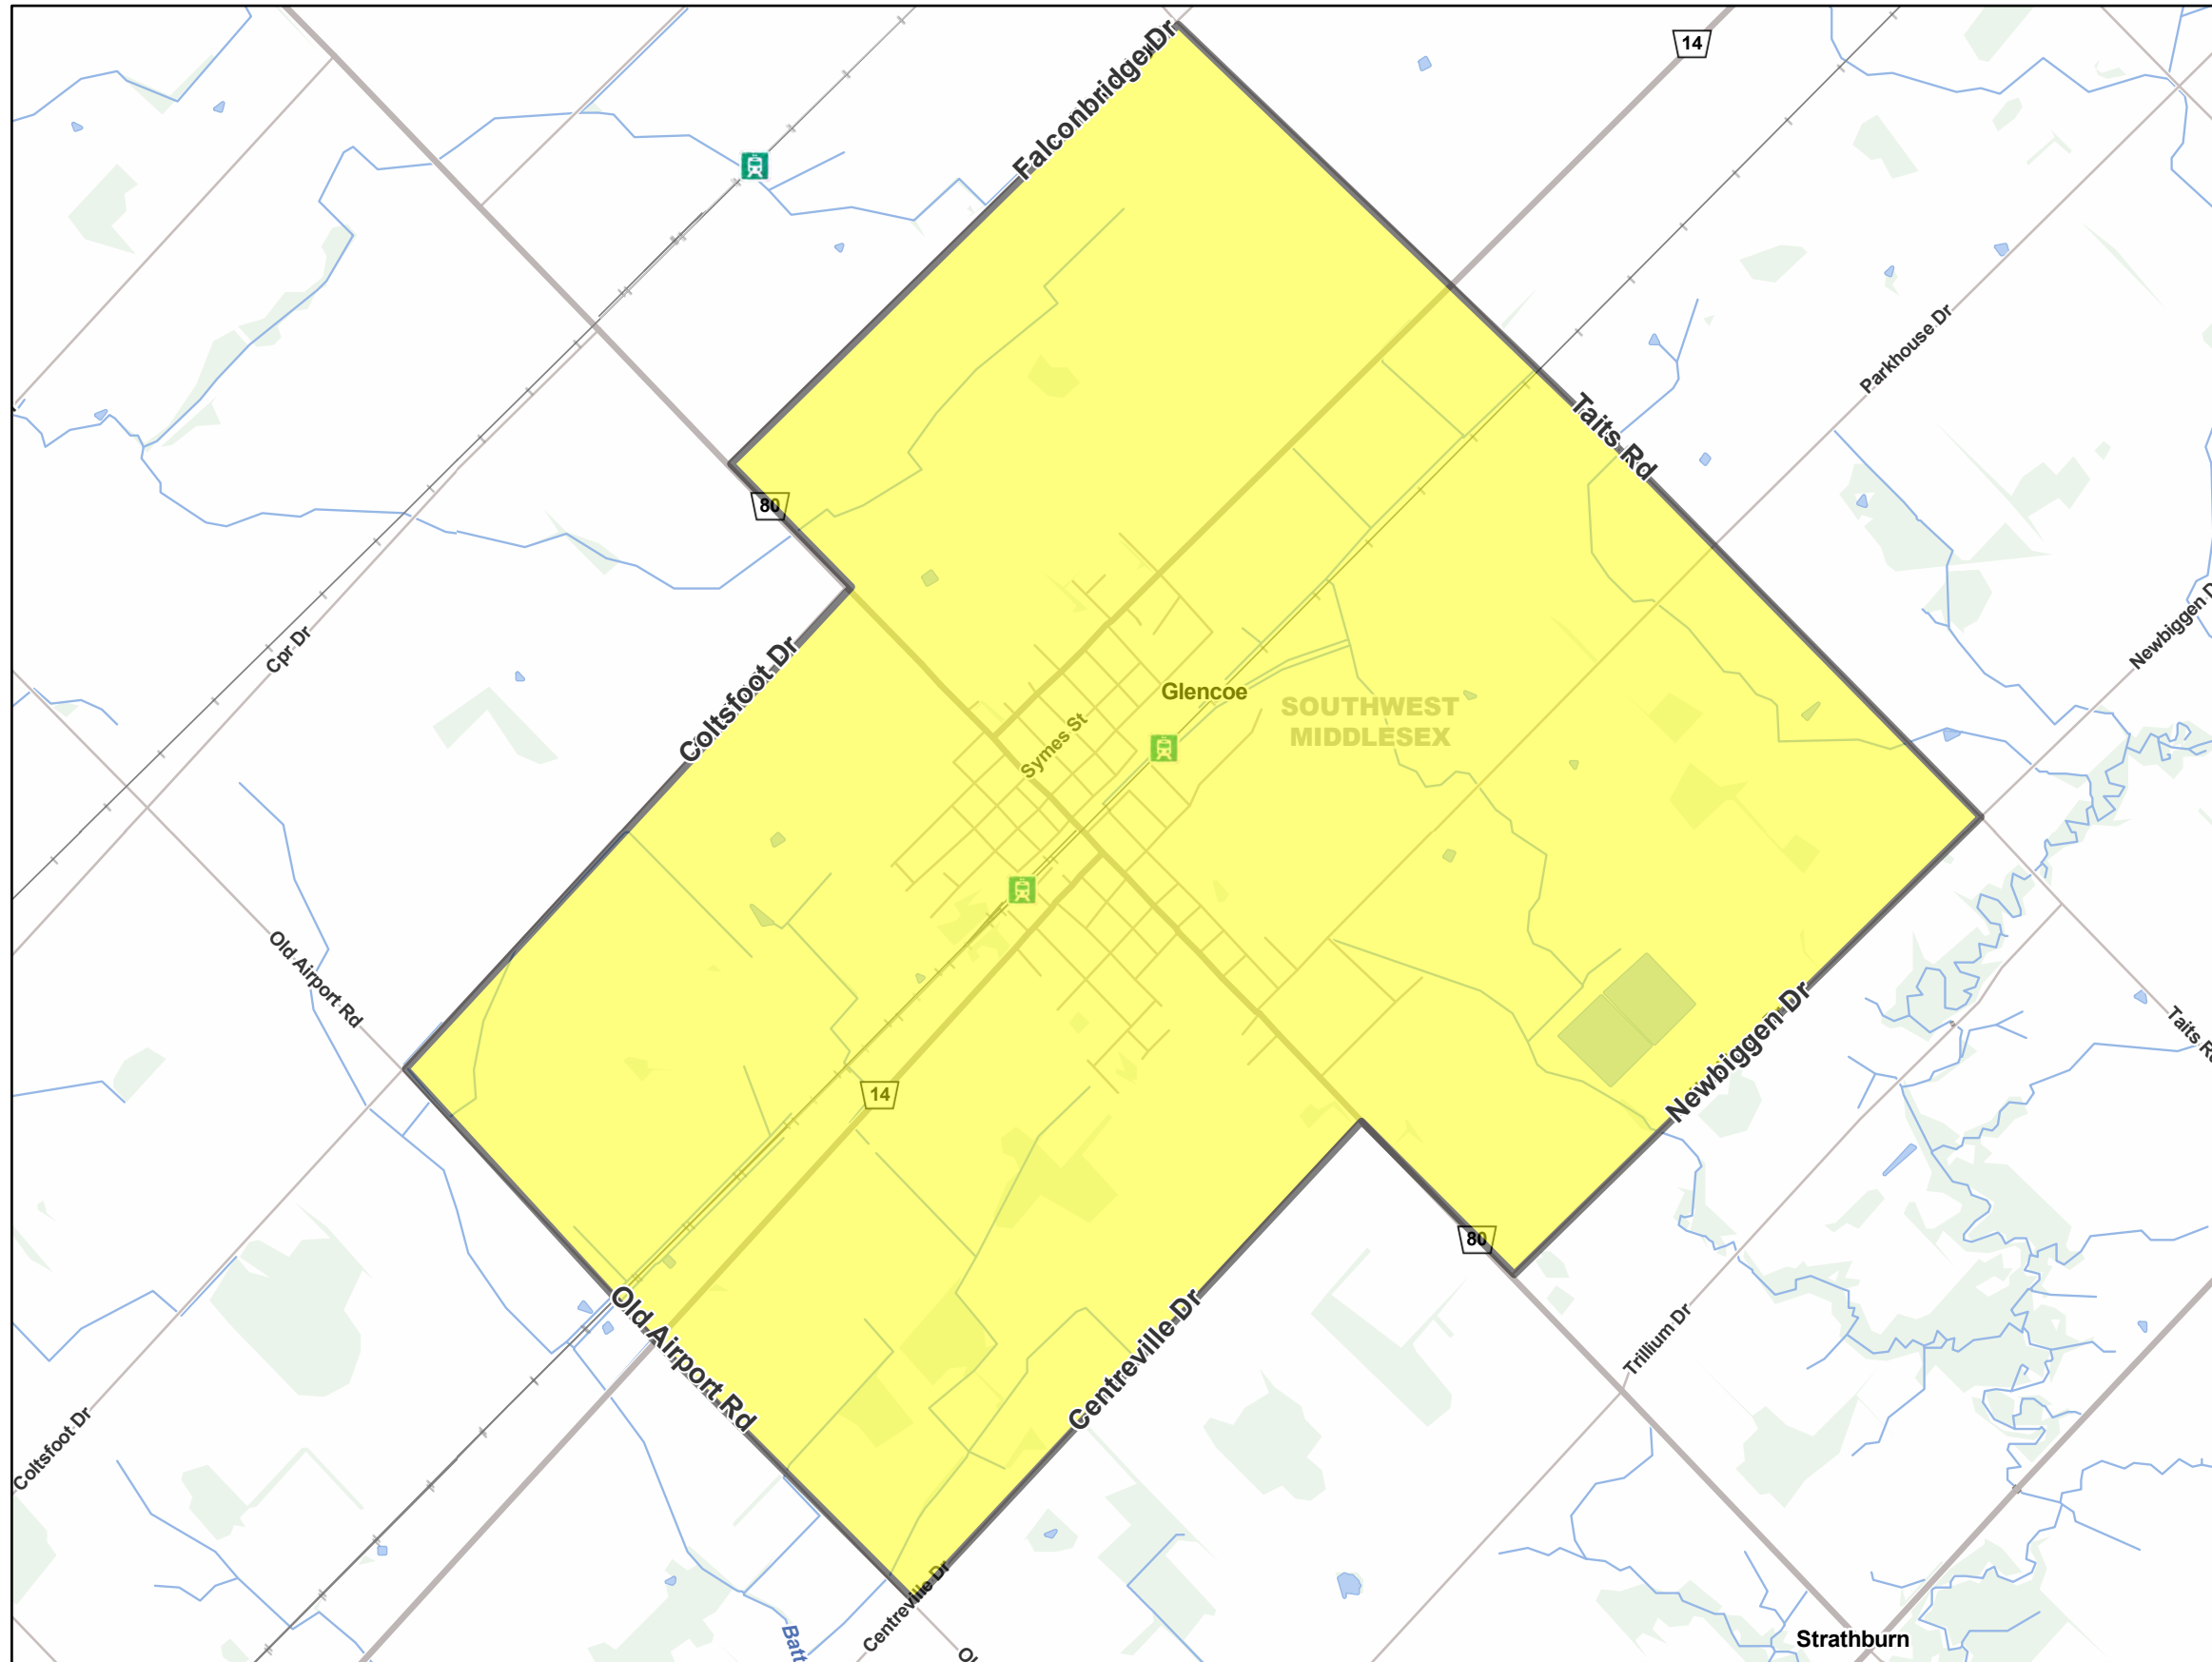 Falconbridge Dr
14
Taits Rd
Parkhouse Dr
80
Newbiggen
Cpr Dr
Coltsfoot Dr
Glencoe
SOUTHWEST
MIDDLESEX
Symes St
Old Airport Rd
Newbiggen Dr
Taits
14
80
Old Airport Rd
Centreville Dr
Trillium Dr
Coltsfoot Dr
Centreville Dr
Batt
Strathburn
Ol